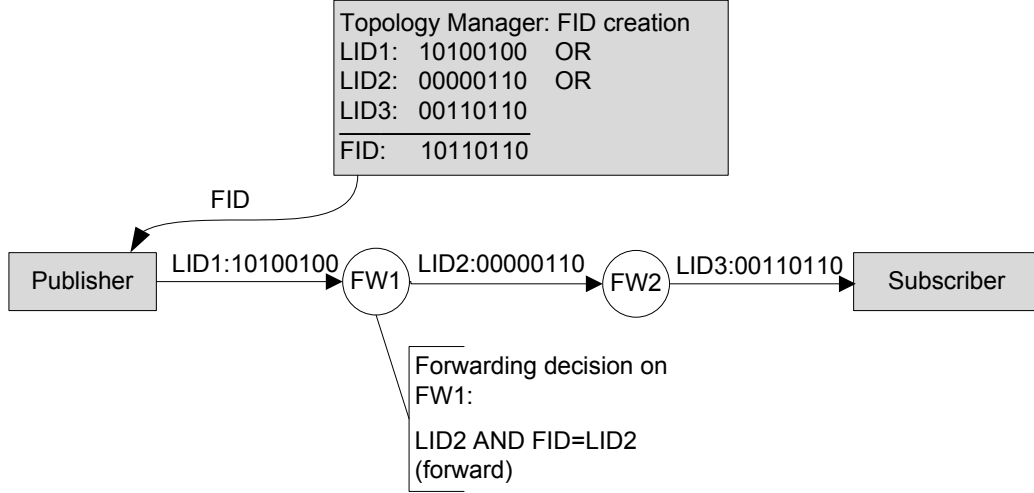 Topology Manager: FID creation
LID1: 10100100 OR
LID2: 00000110 OR
LID3: 00110110
FID: 10110110
FID
Publisher
LID1:10100100
FW1
LID2:00000110
FW2
LID3:00110110
Subscriber
Forwarding decision on
FW1:
LID2 AND FID=LID2
(forward)